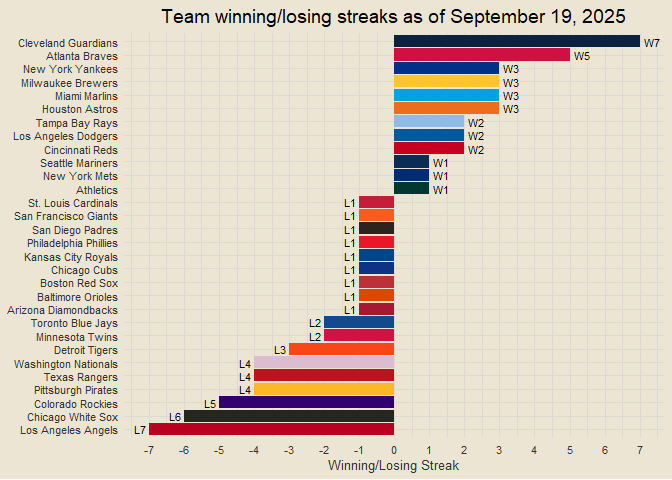 Team winning/losing streaks as of September 19, 2025
Cleveland Guardians W7
Atlanta Braves W5
New York Yankees W3
Milwaukee Brewers W3
Miami Marlins W3
Houston Astros W3
Tampa Bay Rays W2
Los Angeles Dodgers W2
Cincinnati Reds W2
Seattle Mariners W1
New York Mets W1
Athletics W1
St. Louis Cardinals L1
San Francisco Giants L1
San Diego Padres L1
Philadelphia Phillies L1
Kansas City Royals L1
Chicago Cubs L1
Boston Red Sox L1
Baltimore Orioles L1
Arizona Diamondbacks L1
Toronto Blue Jays L2
Minnesota Twins L2
Detroit Tigers L3
Washington Nationals L4
Texas Rangers L4
Pittsburgh Pirates L4
Colorado Rockies L5
Chicago White Sox L6
Los Angeles Angels L7
-7 -6 -5 -4 -3 -2 -1 0 1 2 3 4 5 6 7
Winning/Losing Streak